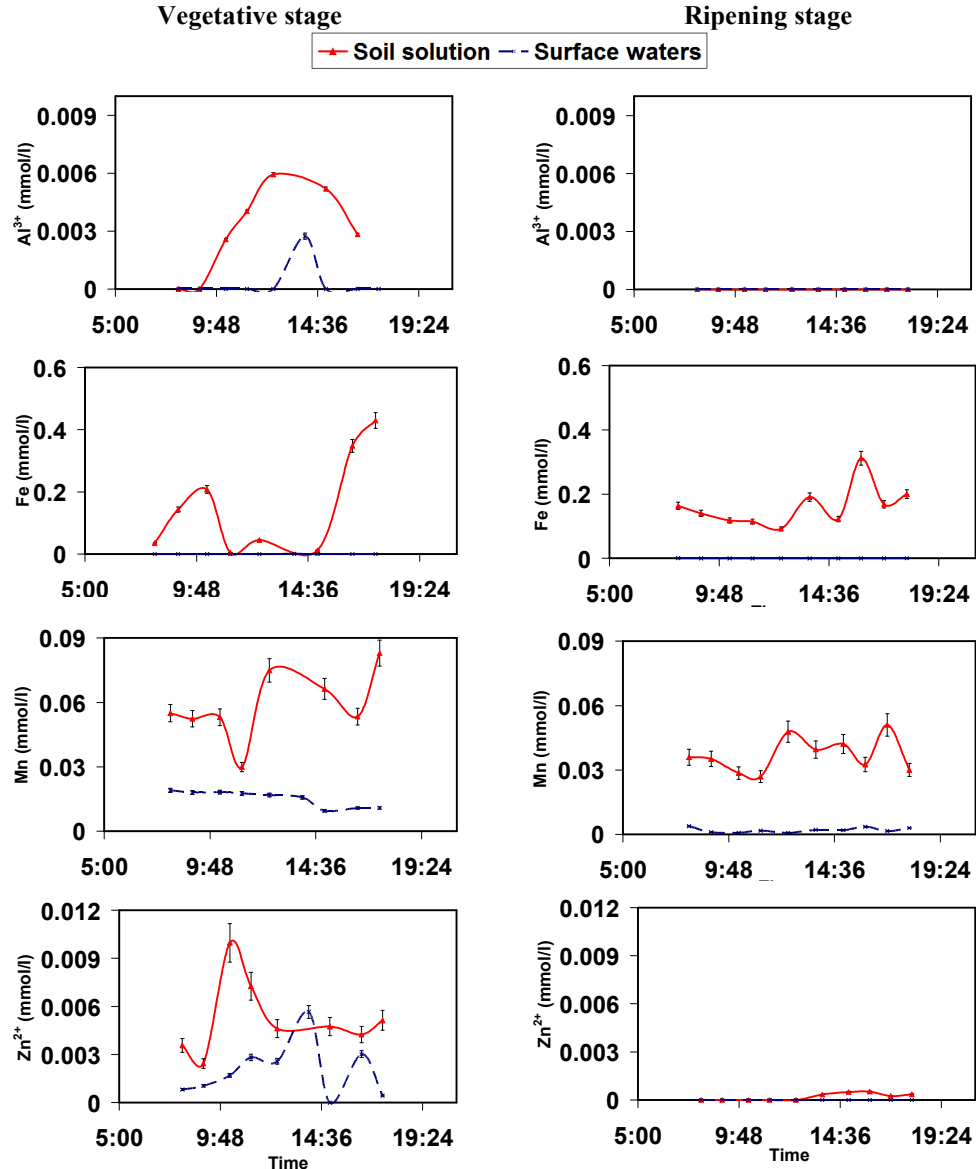 Vegetative stage Ripening stage
Soil solution Surface waters
0.009
0.006
0.003
0
Al³⁺ (mmol/l)
5:00 9:48 14:36 19:24
0.009
0.006
0.003
0
Al³⁺ (mmol/l)
5:00 9:48 14:36 19:24
0.6
0.4
0.2
0
Fe (mmol/l)
5:00 9:48 14:36 19:24
0.6
0.4
0.2
0
Fe (mmol/l)
5:00 9:48 14:36 19:24
0.09
0.06
0.03
0
Mn (mmol/l)
5:00 9:48 14:36 19:24
0.09
0.06
0.03
0
Mn (mmol/l)
5:00 9:48 14:36 19:24
0.012
0.009
0.006
0.003
0
Zn²⁺ (mmol/l)
5:00 9:48 14:36 19:24
Time
0.012
0.009
0.006
0.003
0
Zn²⁺ (mmol/l)
5:00 9:48 14:36 19:24
Time